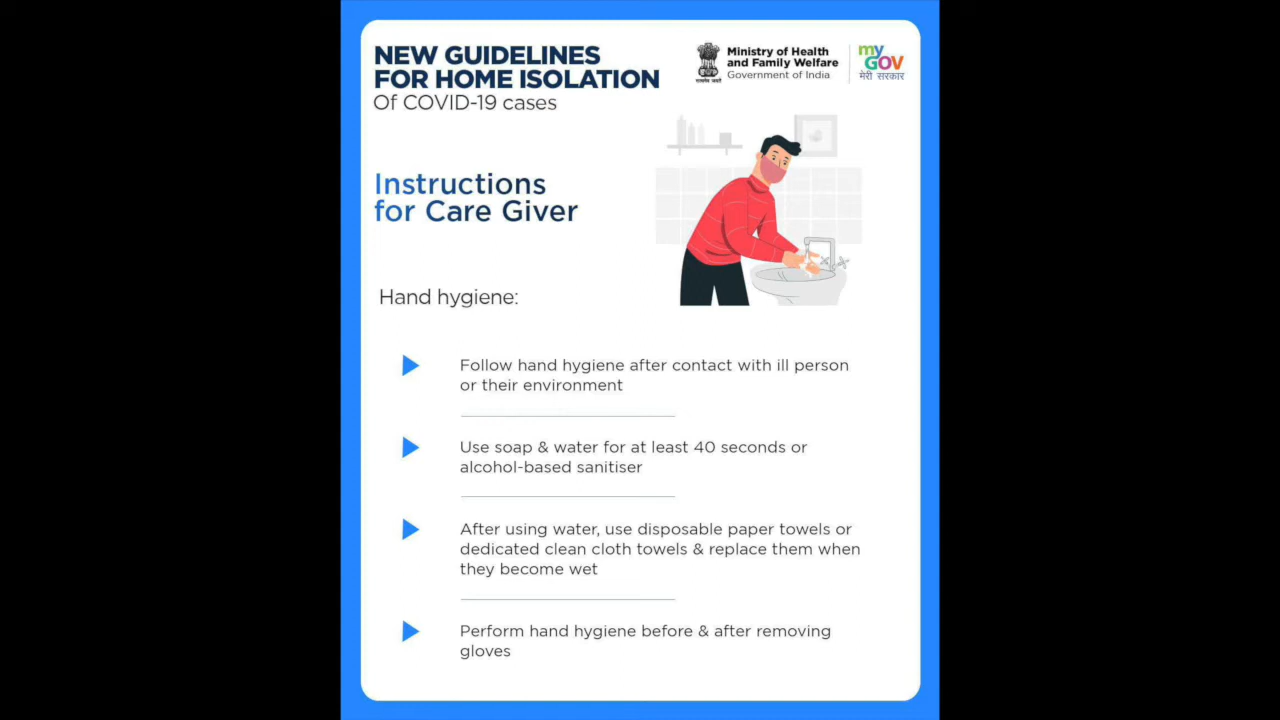 NEW GUIDELINES
FOR HOME ISOLATION
Of COVID-19 cases
Ministry of Health
and Family Welfare
Government of India
सत्यमेव जयते
my
GOV
मेरी सरकार
Instructions
for Care Giver
Hand hygiene:
Follow hand hygiene after contact with ill person
or their environment
Use soap & water for at least 40 seconds or
alcohol-based sanitiser
After using water, use disposable paper towels or
dedicated clean cloth towels & replace them when
they become wet
Perform hand hygiene before & after removing
gloves